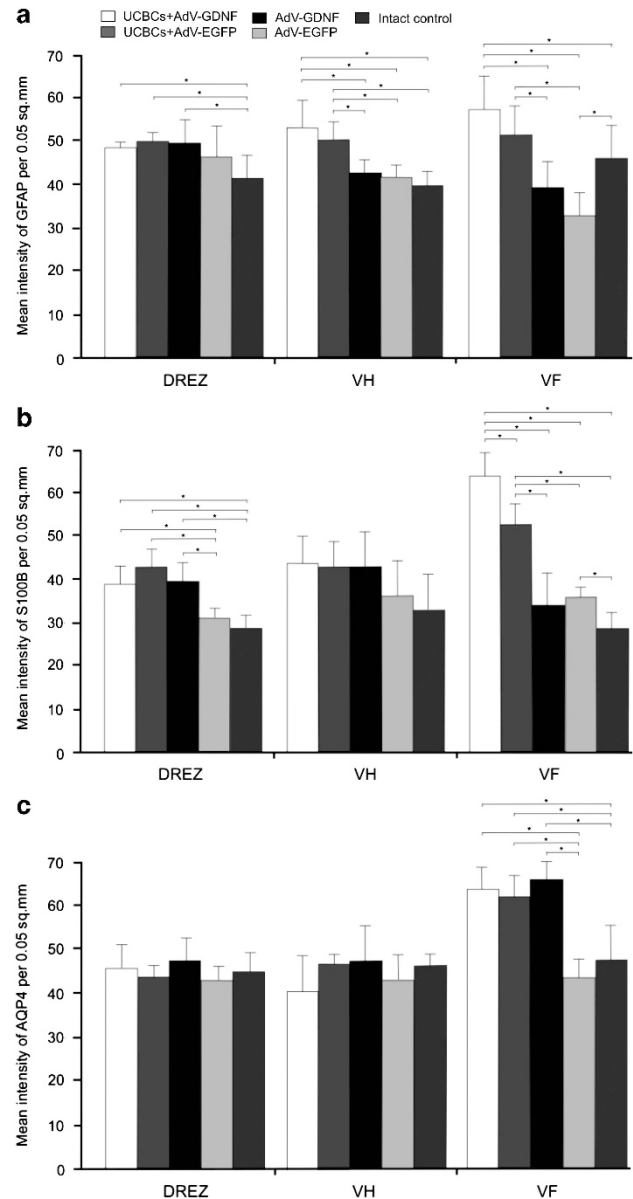 a
UCBCs+AdV-GDNF AdV-GDNF Intact control
UCBCs+AdV-EGFP AdV-EGFP
Mean intensity of GFAP per 0.05 sq.mm
70
60
50
40
30
20
10
0
* * *
* * * * * *
* * * * * *
DREZ VH VF
b
Mean intensity of S100B per 0.05 sq.mm
70
60
50
40
30
20
10
0
* * * * * *
* * * * * * * *
DREZ VH VF
c
Mean intensity of AQP4 per 0.05 sq.mm
70
60
50
40
30
20
10
0
* * * * * *
DREZ VH VF